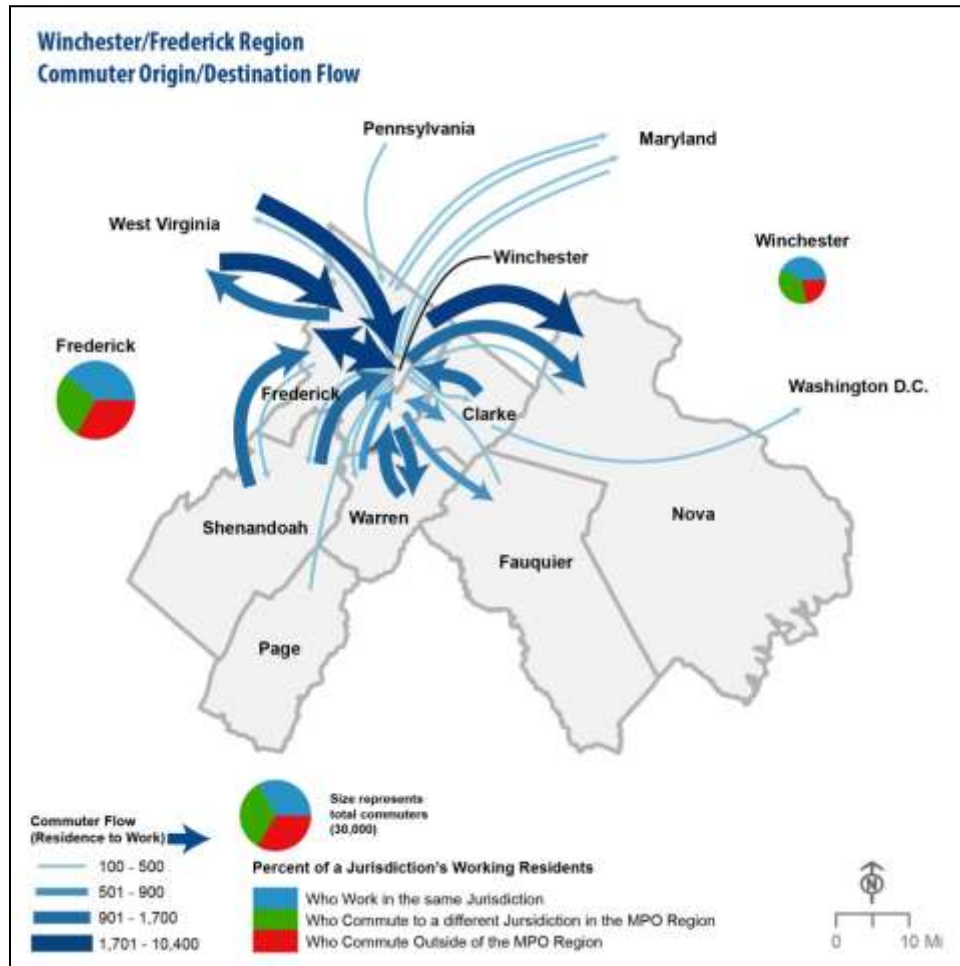 Winchester/Frederick Region
Commuter Origin/Destination Flow
Pennsylvania
Maryland
West Virginia
Winchester
Winchester
Frederick
Frederick
Clarke
Washington D.C.
Shenandoah
Warren
Nova
Fauquier
Page
Commuter Flow
(Residence to Work)
100 - 500
501 - 900
901 - 1,700
1,701 - 10,400
Size represents
total commuters
(30,000)
Percent of a Jurisdiction's Working Residents
Who Work in the same Jurisdiction
Who Commute to a different Jursidiction in the MPO Region
Who Commute Outside of the MPO Region
N
0 10 Mi